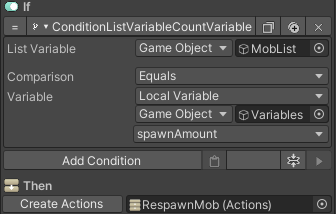 If
= ConditionListVariableCountVariable
List Variable Game Object MobList
Comparison Equals
Variable Local Variable
Game Object Variables
spawnAmount
Add Condition
Then
Create Actions RespawnMob (Actions)